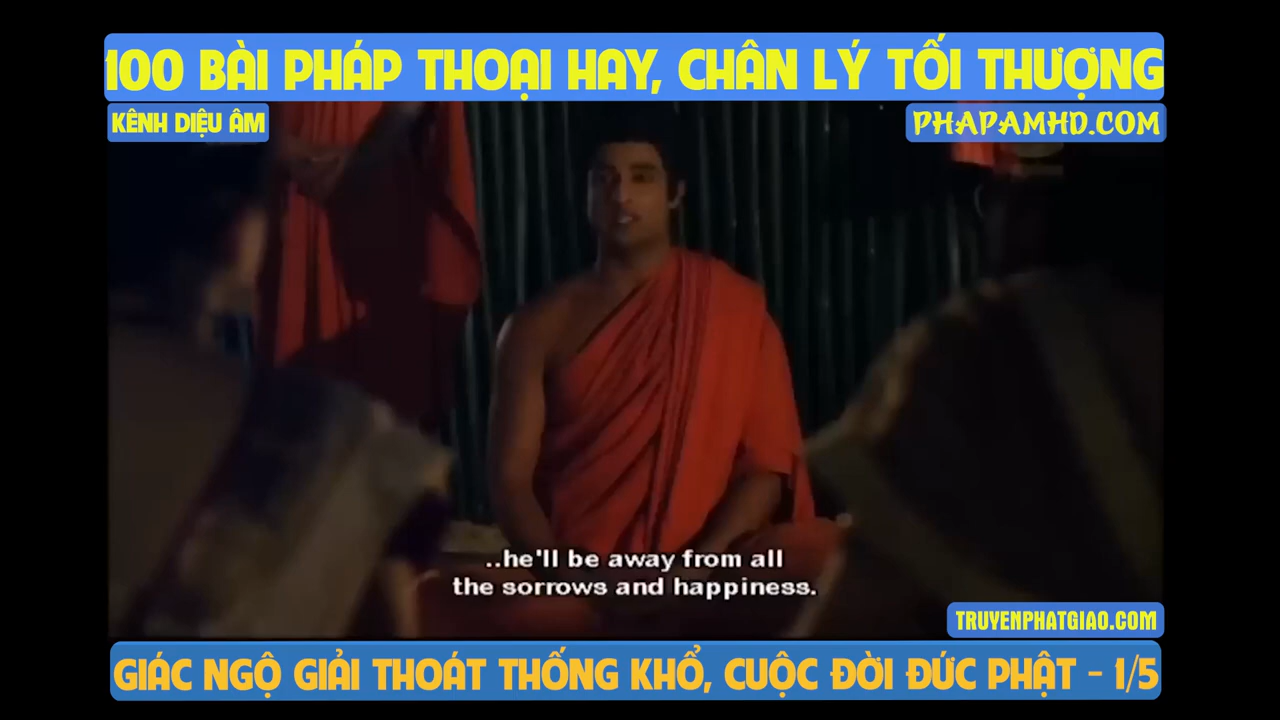 100 BÀI PHÁP THOẠI HAY, CHÂN LÝ TỐI THƯỢNG
KÊNH DIỆU ÂM
PHAPAMHD.COM
..he'll be away from all
the sorrows and happiness.
TRUYENPHATGIAO.COM
GIÁC NGỘ GIẢI THOÁT THỐNG KHỔ, CUỘC ĐỜI ĐỨC PHẬT - 1/5